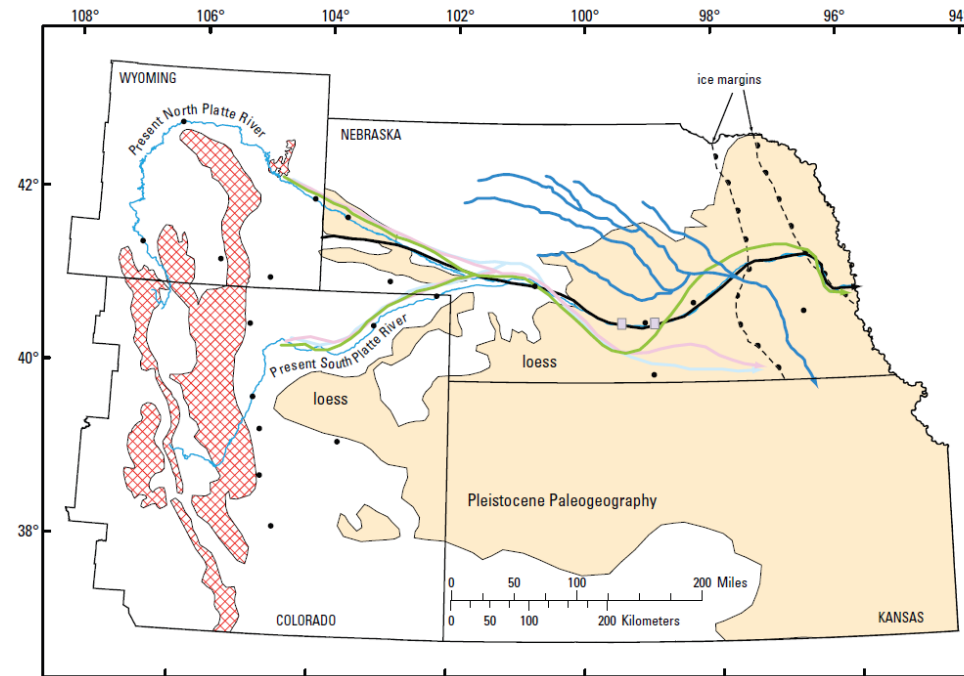 108°
106°
104°
102°
100°
98°
96°
94
WYOMING
ice margins
Present North Platte River
NEBRASKA
42°
40°
Present South Platte River
loess
loess
Pleistocene Paleogeography
38°
0 50 100 200 Miles
0 50 100 200 Kilometers
COLORADO
KANSAS